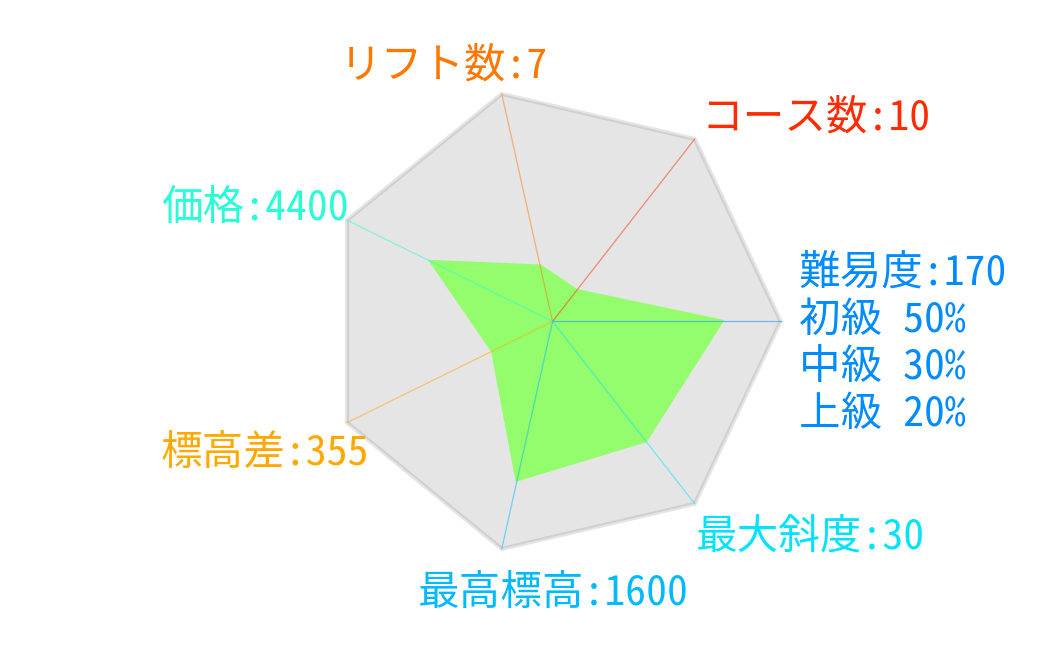 リフト数:7
コース数:10
価格:4400
難易度:170
初級 50%
中級 30%
上級 20%
標高差:355
最大斜度:30
最高標高:1600